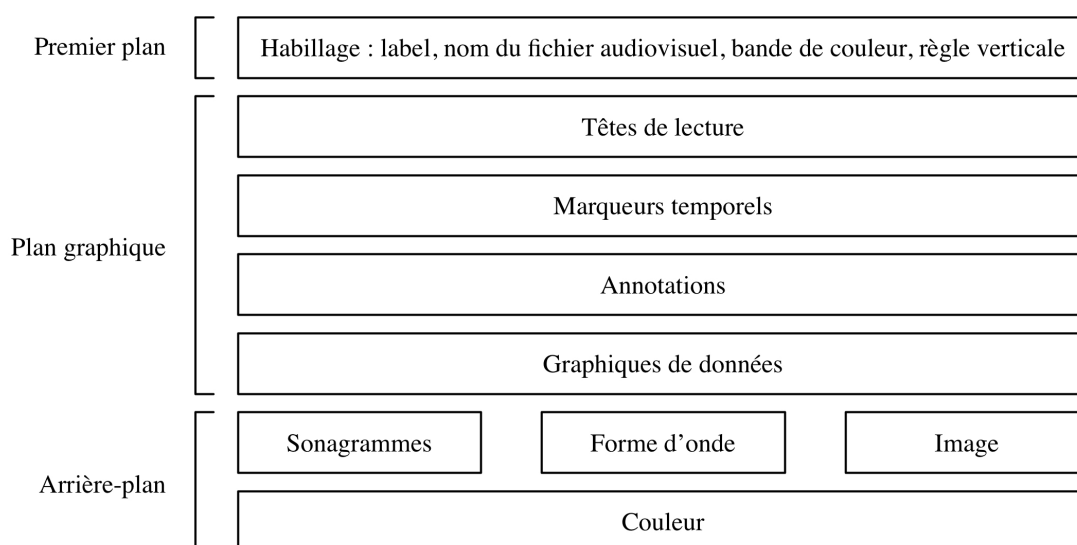 Premier plan
Habillage : label, nom du fichier audiovisuel, bande de couleur, règle verticale
Plan graphique
Têtes de lecture
Marqueurs temporels
Annotations
Graphiques de données
Arrière-plan
Sonagrammes
Forme d’onde
Image
Couleur